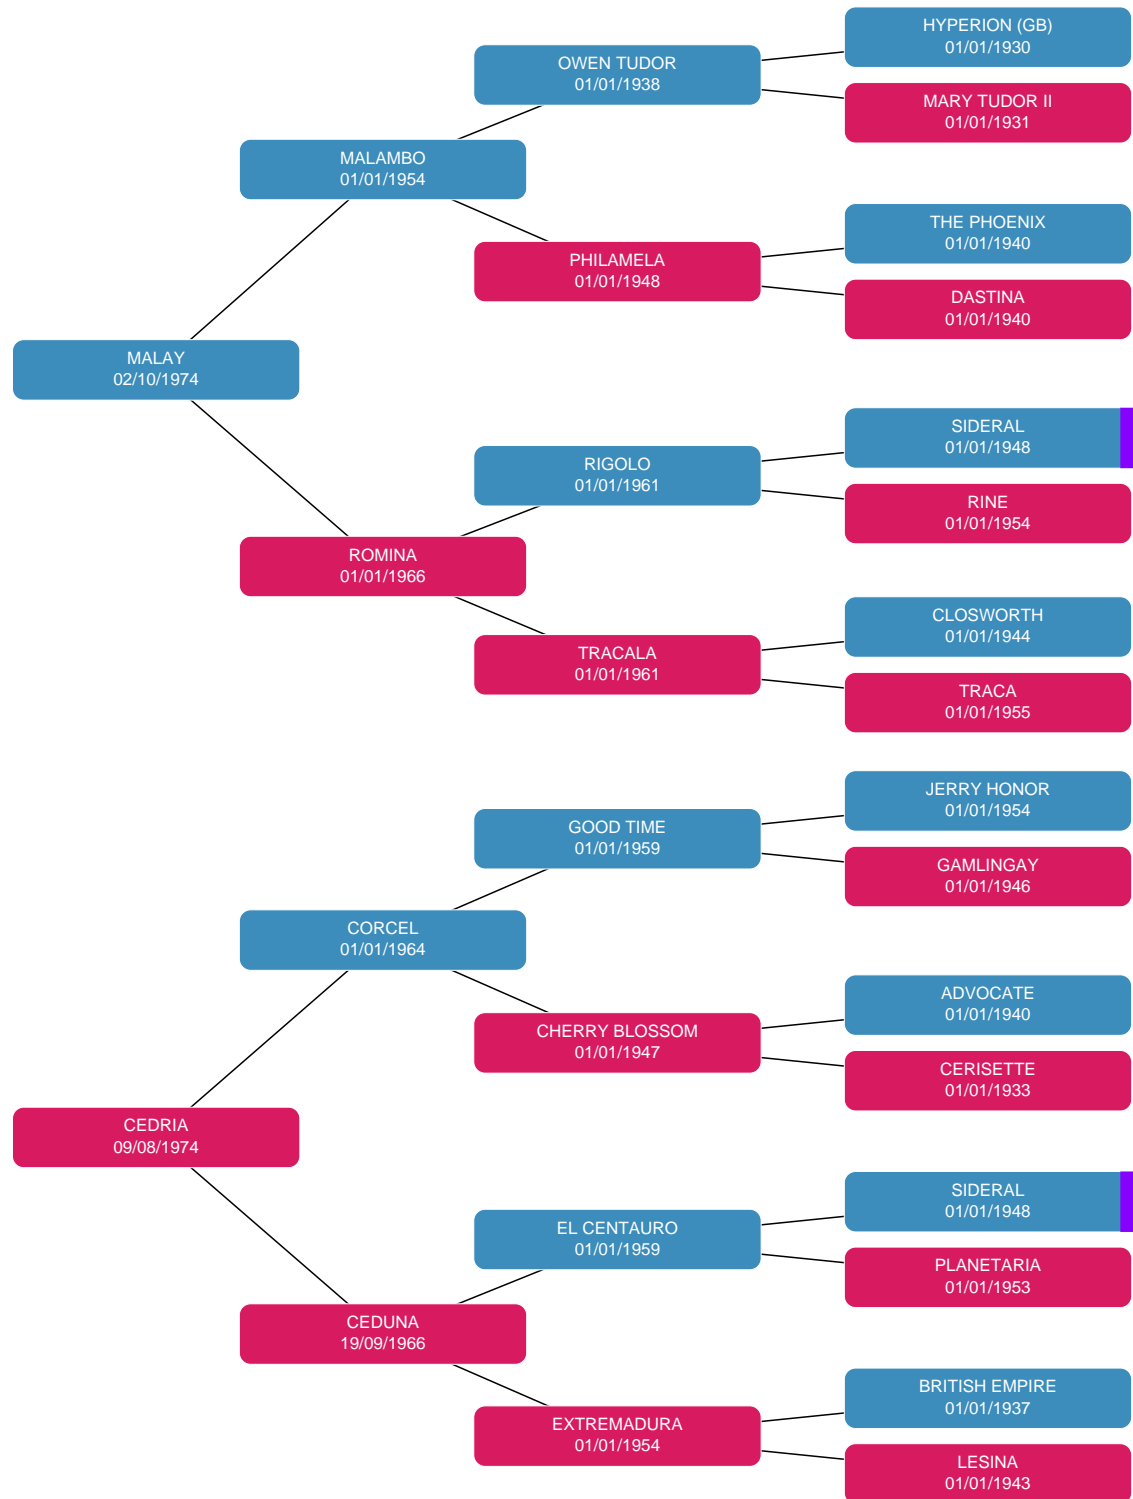 HYPERION (GB)
01/01/1930
OWEN TUDOR
01/01/1938
MARY TUDOR II
01/01/1931
MALAMBO
01/01/1954
THE PHOENIX
01/01/1940
PHILAMELA
01/01/1948
DASTINA
01/01/1940
MALAY
02/10/1974
SIDERAL
01/01/1948
RIGOLO
01/01/1961
RINE
01/01/1954
ROMINA
01/01/1966
CLOSWORTH
01/01/1944
TRACALA
01/01/1961
TRACA
01/01/1955
JERRY HONOR
01/01/1954
GOOD TIME
01/01/1959
GAMLINGAY
01/01/1946
CORCEL
01/01/1964
ADVOCATE
01/01/1940
CHERRY BLOSSOM
01/01/1947
CERISETTE
01/01/1933
CEDRIA
09/08/1974
SIDERAL
01/01/1948
EL CENTAURO
01/01/1959
PLANETARIA
01/01/1953
CEDUNA
19/09/1966
BRITISH EMPIRE
01/01/1937
EXTREMADURA
01/01/1954
LESINA
01/01/1943